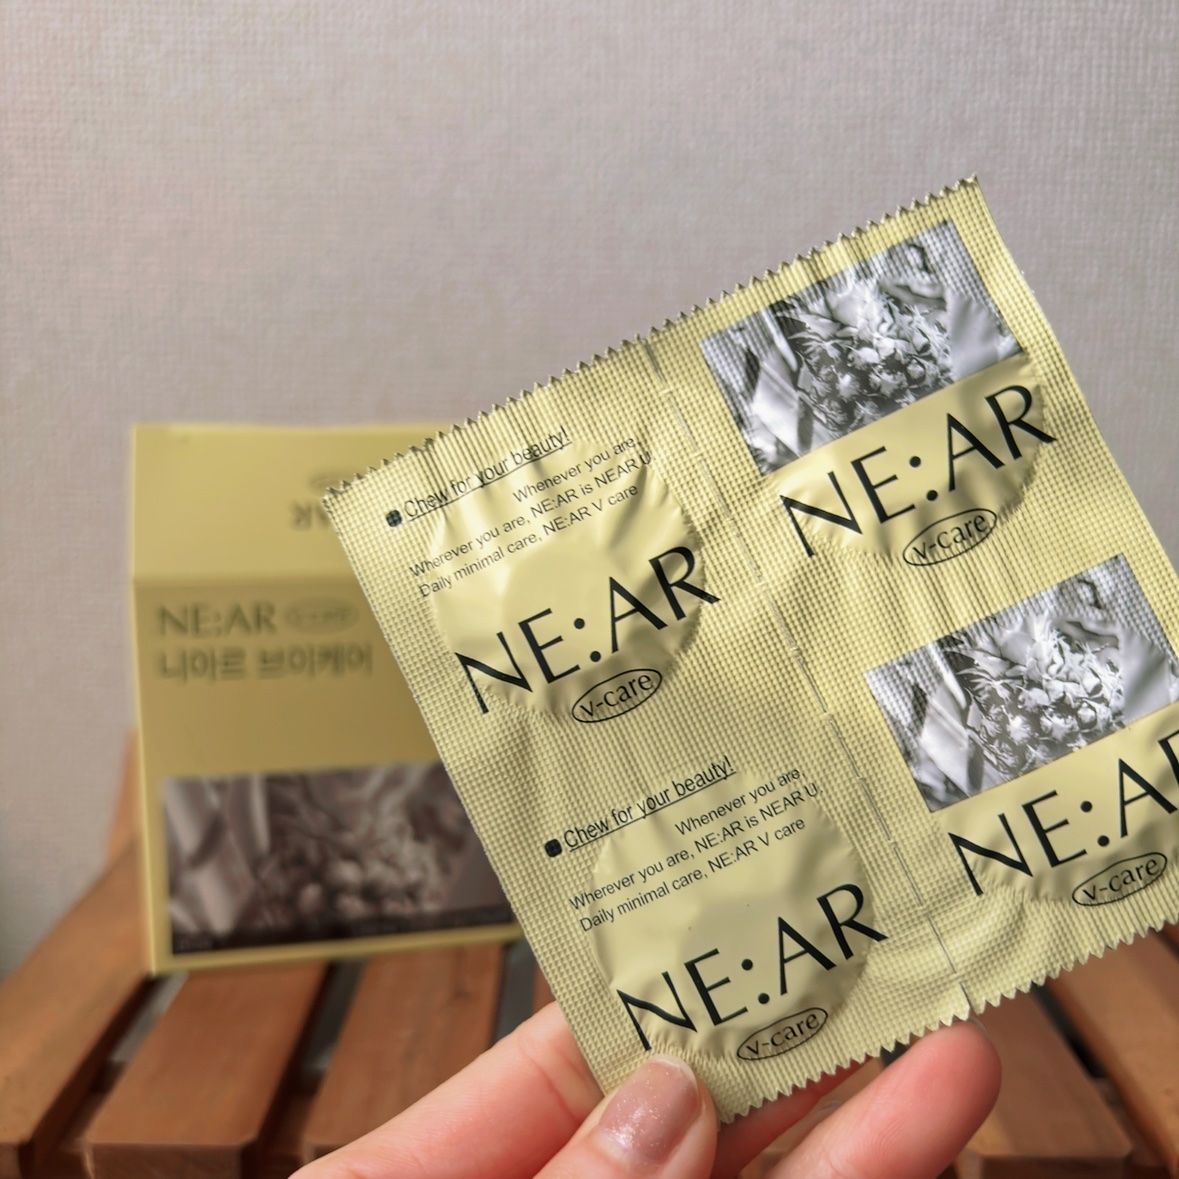 NE:AR v-care
니아르 브이케어
Chew for your beauty!
Whenever you are,
Wherever you are, NE:AR is NEAR U.
Daily minimal care, NE:AR V care
NE:AR
v-care
NE:AR
v-care
Chew for your beauty!
Whenever you are,
Wherever you are, NE:AR is NEAR U.
Daily minimal care, NE:AR V care
NE:AR
v-care
NE:AR
v-care